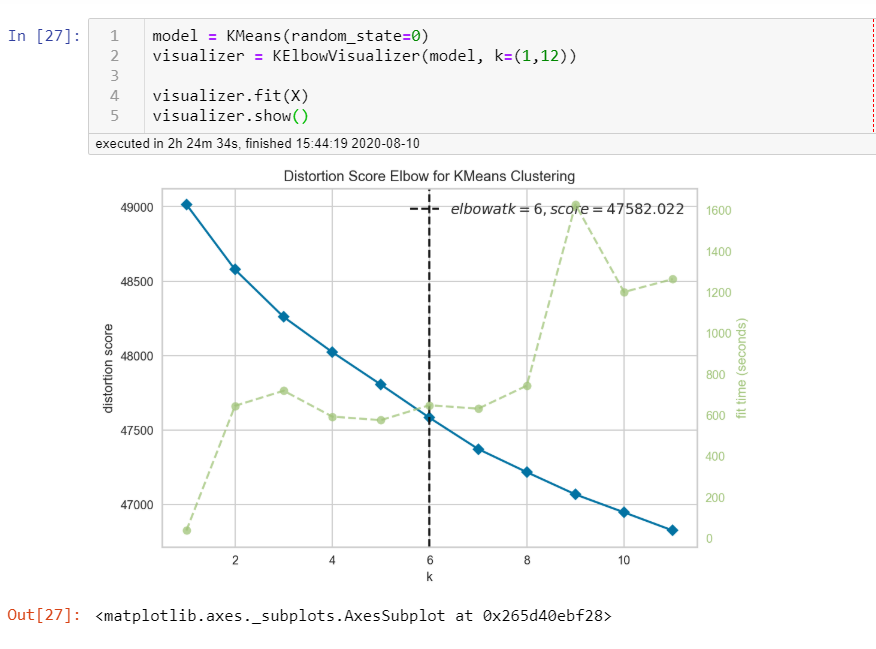 In [27]:
1 model = KMeans(random_state=0)
2 visualizer = KElbowVisualizer(model, k=(1,12))
3
4 visualizer.fit(X)
5 visualizer.show()
executed in 2h 24m 34s, finished 15:44:19 2020-08-10
Distortion Score Elbow for KMeans Clustering
elbowatk = 6, score = 47582.022
49000
48500
48000
47500
47000
distortion score
1600
1400
1200
1000
800
600
400
200
0
fit time (seconds)
2 4 6 8 10
k
Out[27]: <matplotlib.axes._subplots.AxesSubplot at 0x265d40ebf28>